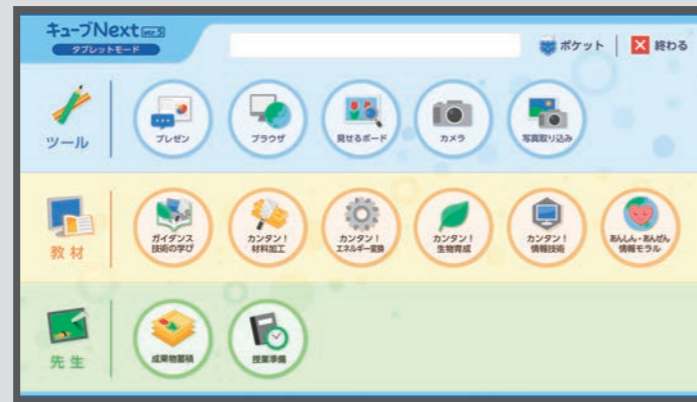 キューブNext ver.5
タブレットモード
ポケット
終わる
ツール
プレゼン
ブラウザ
見せるボード
カメラ
写真取り込み
教材
ガイダンス
技術の学び
カンタン！
材料加工
カンタン！
エネルギー変換
カンタン！
生物育成
カンタン！
情報技術
あんしん・あんぜん
情報モラル
先生
成果物蓄積
授業準備